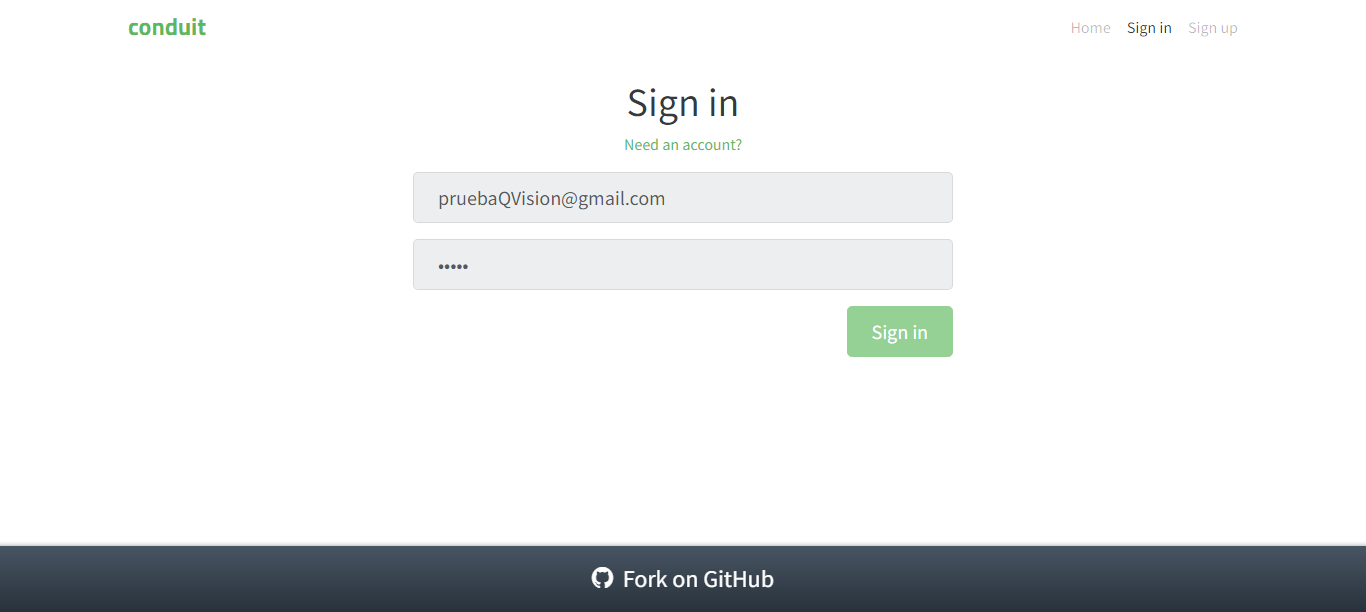 conduit
Home Sign in Sign up
Sign in
Need an account?
pruebaQVision@gmail.com
•••••
Sign in
Fork on GitHub